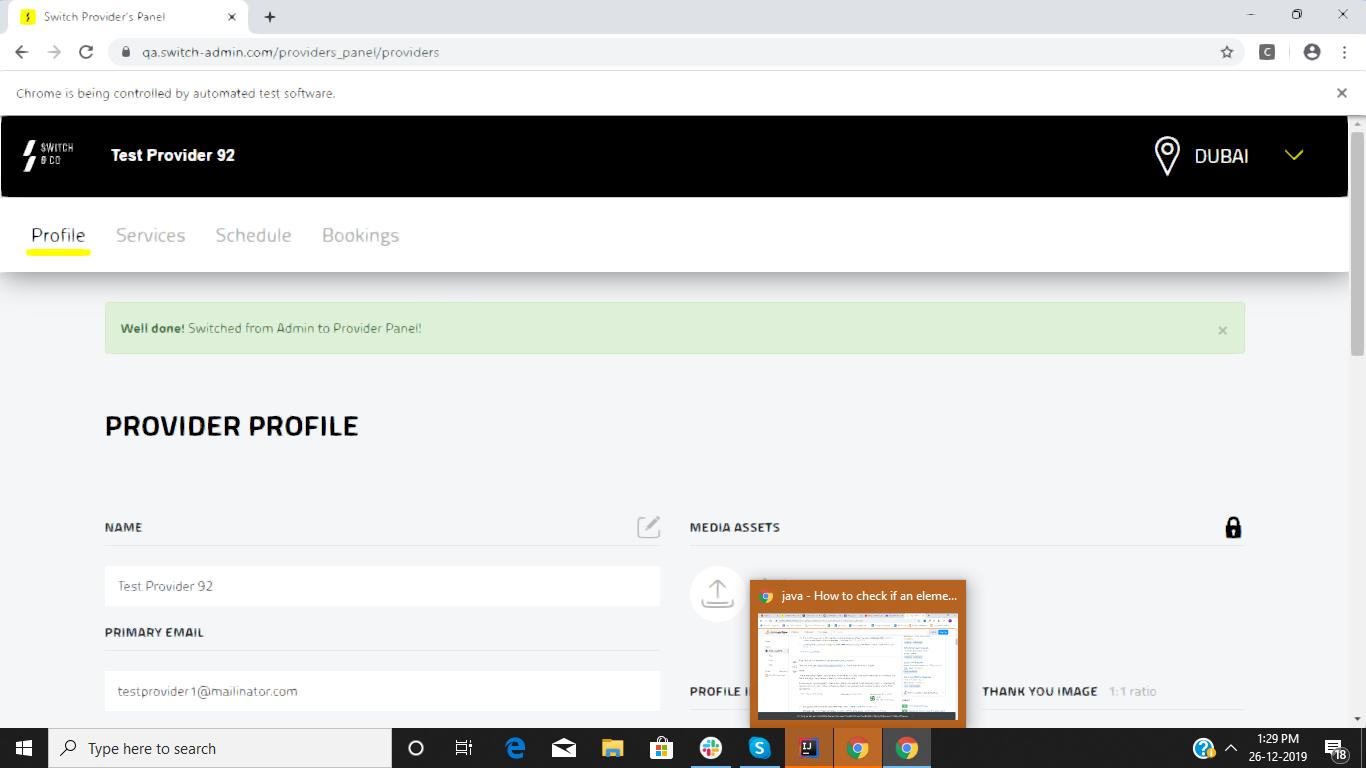 Switch Provider's Panel
qa.switch-admin.com/providers_panel/providers
C
Chrome is being controlled by automated test software.
SWITCH
& CO
Test Provider 92
DUBAI
Profile Services Schedule Bookings
Well done! Switched from Admin to Provider Panel!
PROVIDER PROFILE
NAME
MEDIA ASSETS
Test Provider 92
PRIMARY EMAIL
java - How to check if an eleme...
testprovider1@mailinator.com
PROFILE I
THANK YOU IMAGE 1:1 ratio
Type here to search
1:29 PM
26-12-2019
18